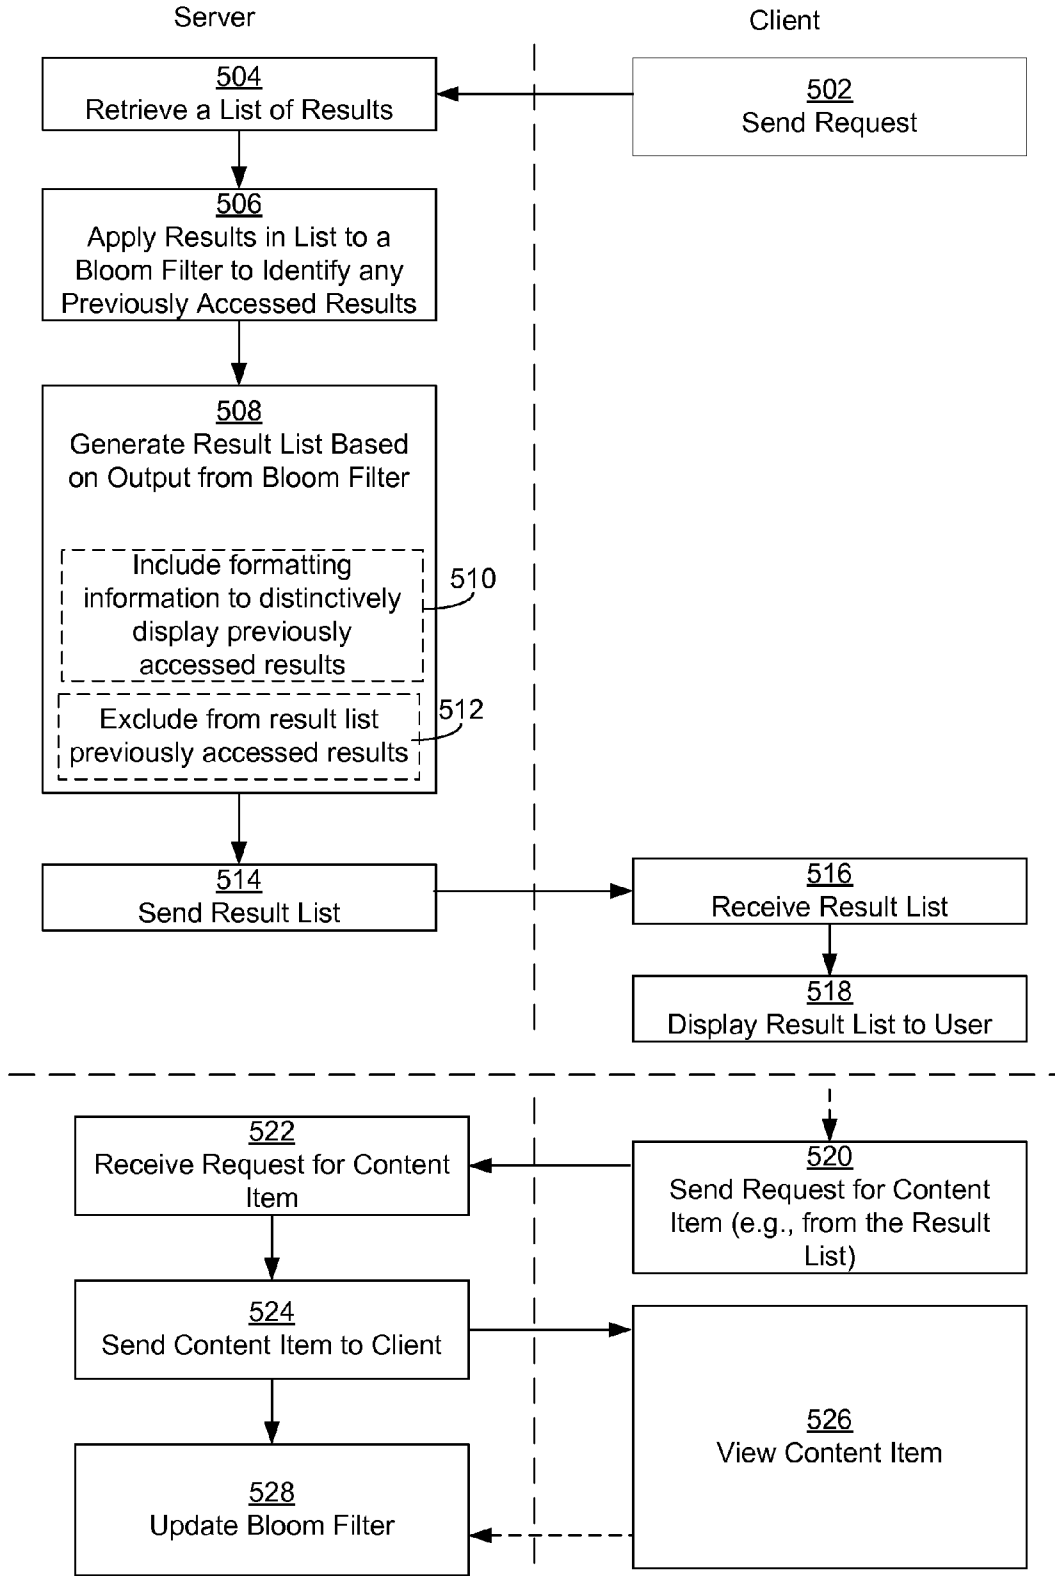 Server
Client
504
Retrieve a List of Results
502
Send Request
506
Apply Results in List to a
Bloom Filter to Identify any
Previously Accessed Results
508
Generate Result List Based
on Output from Bloom Filter
Include formatting
information to distinctively
display previously
accessed results
510
Exclude from result list
previously accessed results
512
514
Send Result List
516
Receive Result List
518
Display Result List to User
522
Receive Request for Content
Item
520
Send Request for Content
Item (e.g., from the Result
List)
524
Send Content Item to Client
526
View Content Item
528
Update Bloom Filter